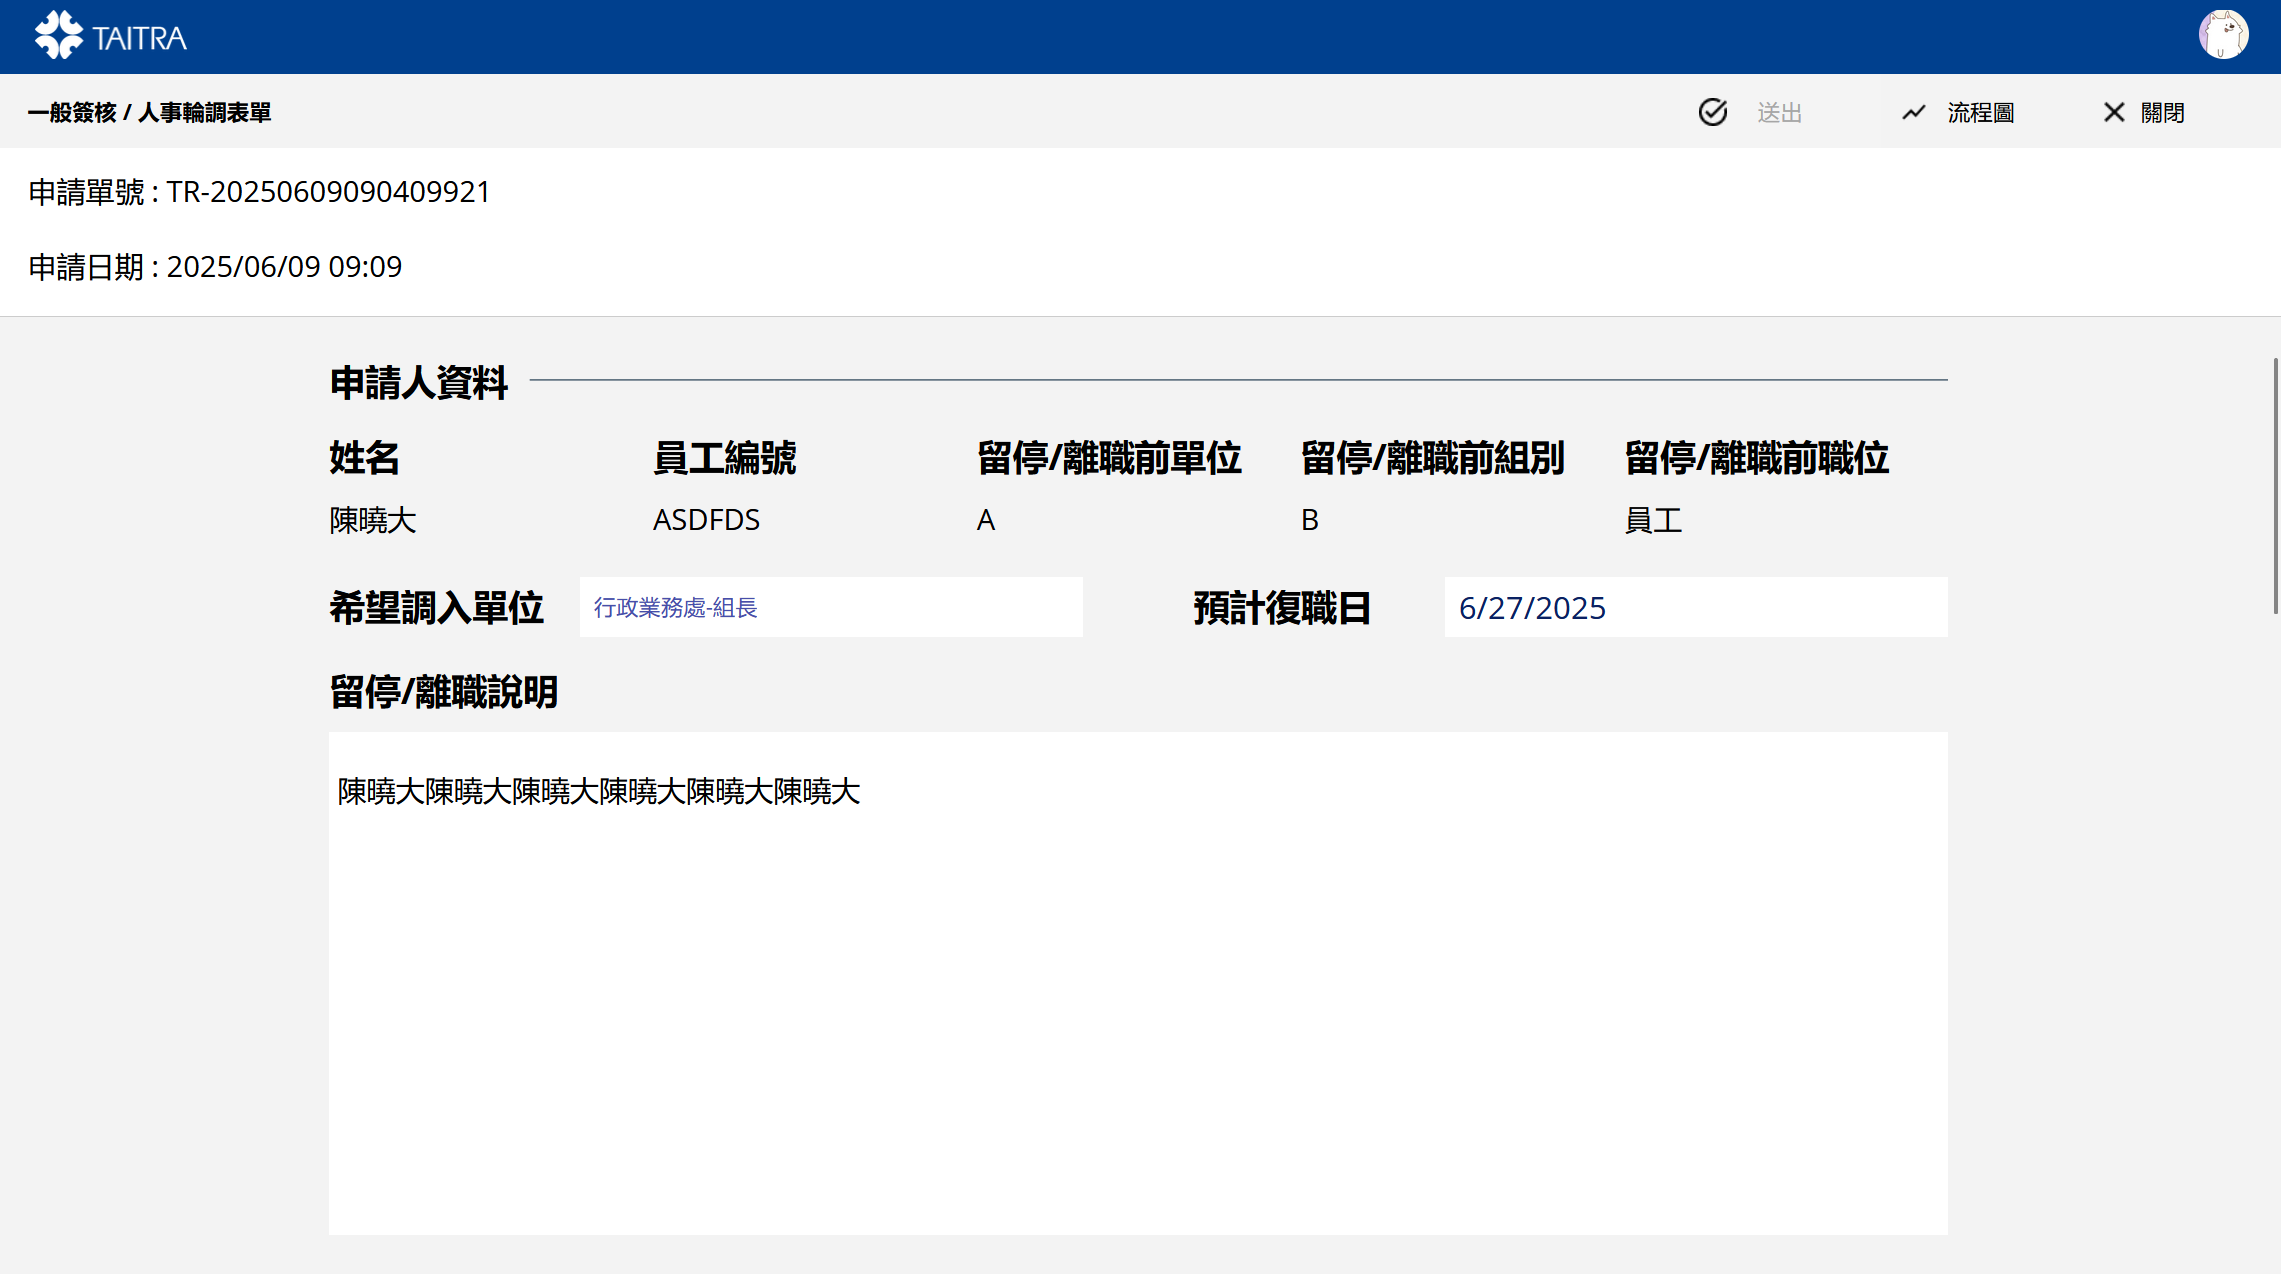 TAITRA
一般簽核 / 人事輪調表單
送出
流程圖
關閉
申請單號 : TR-20250609090409921
申請日期 : 2025/06/09 09:09
申請人資料
姓名 員工編號 留停/離職前單位 留停/離職前組別 留停/離職前職位
陳曉大 ASDFDS A B 員工
希望調入單位 行政業務處-組長 預計復職日 6/27/2025
留停/離職說明
陳曉大陳曉大陳曉大陳曉大陳曉大陳曉大